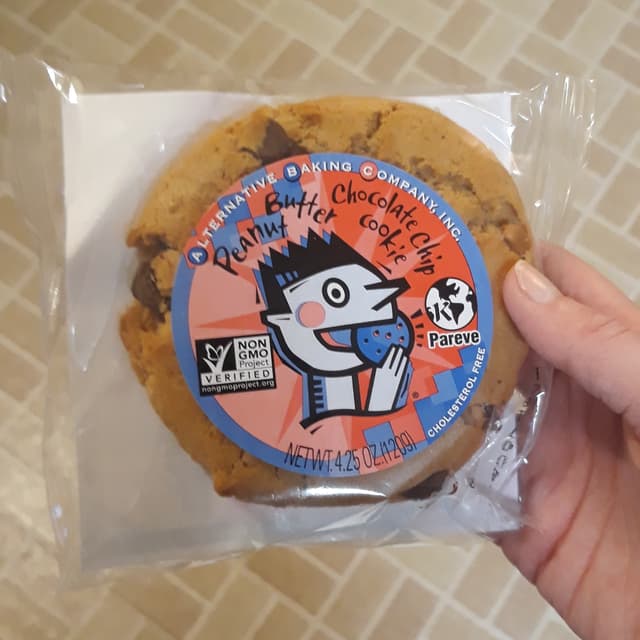 ALTERNATIVE BAKING COMPANY, INC.
Peanut Butter Chocolate Chip
cookie
NON
GMO
Project
VERIFIED
nongmoproject.org
K
Pareve
CHOLESTEROL FREE
NET WT. 4.25 OZ. (120g)
®